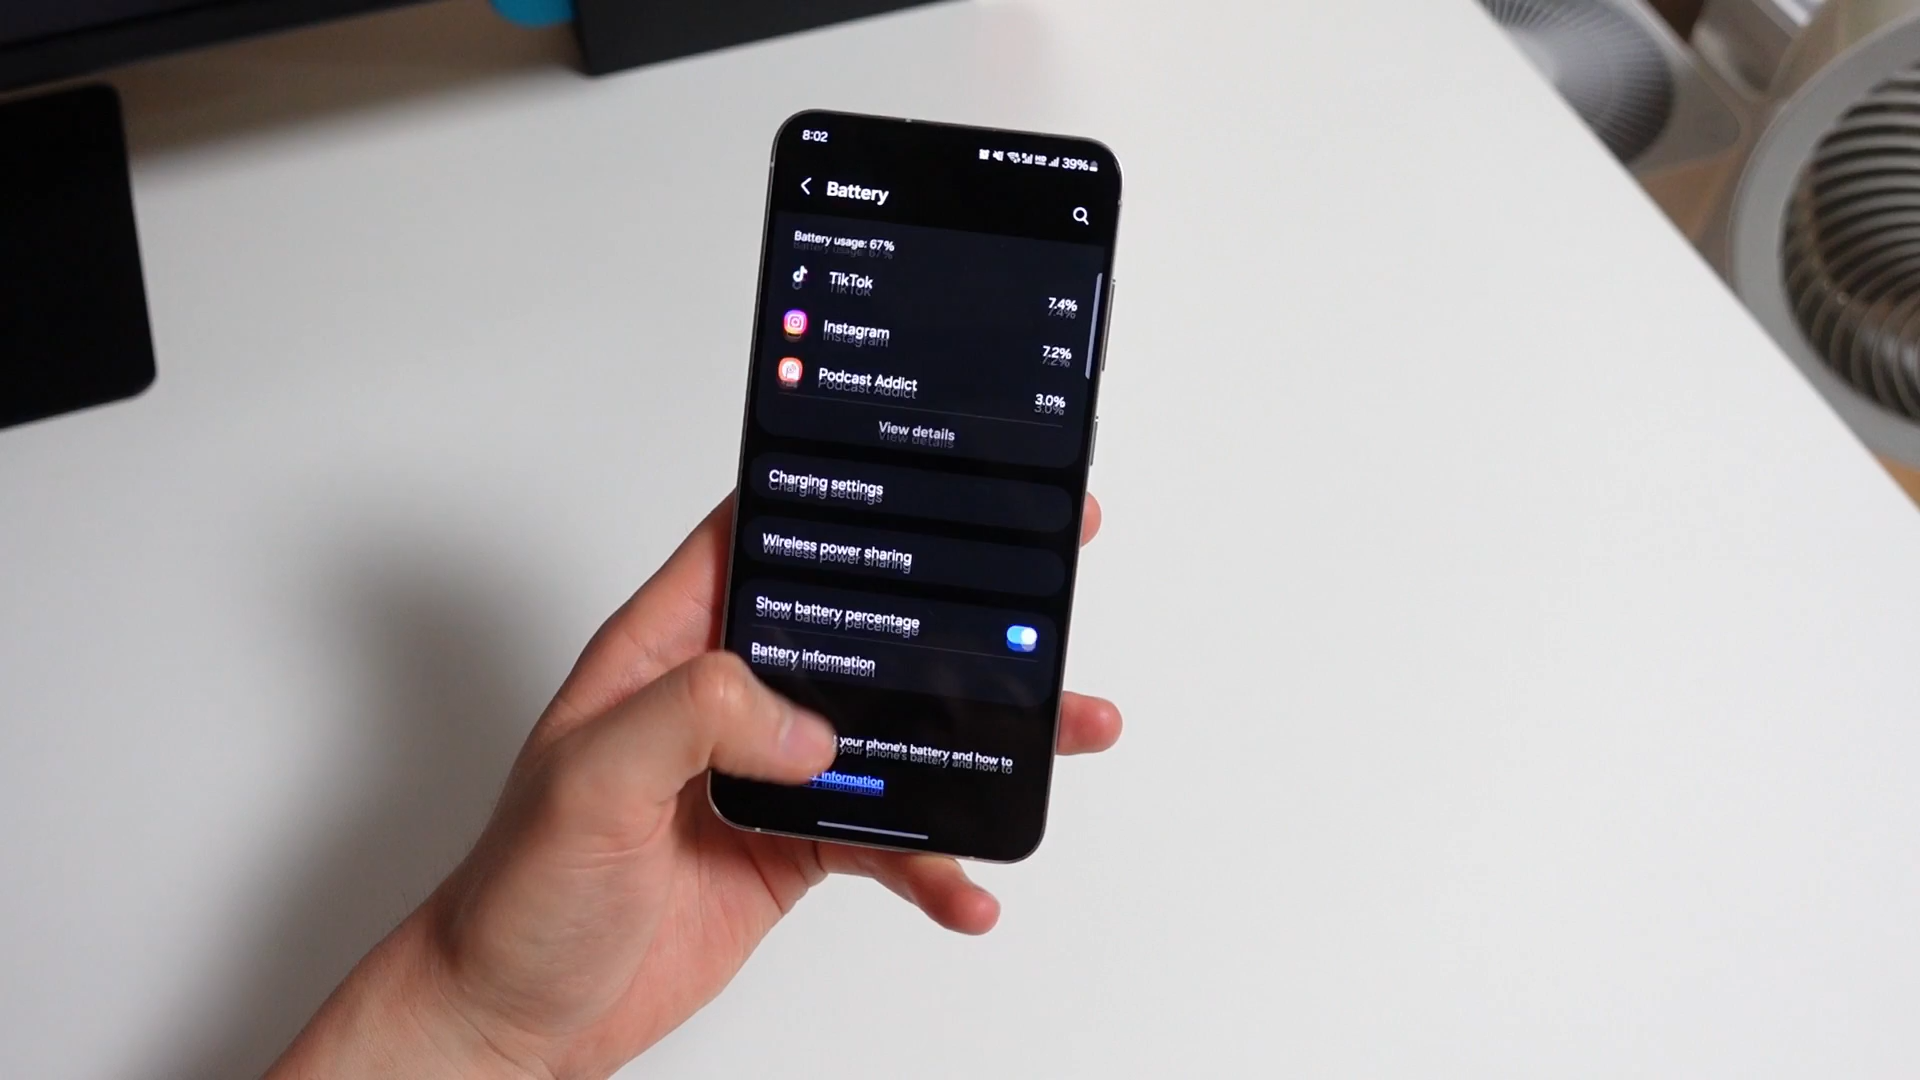 8:02
39%
Battery
Battery usage: 67%
TikTok
7.4%
Instagram
7.2%
Podcast Addict
3.0%
View details
Charging settings
Wireless power sharing
Show battery percentage
Battery information
your phone's battery and how to
information